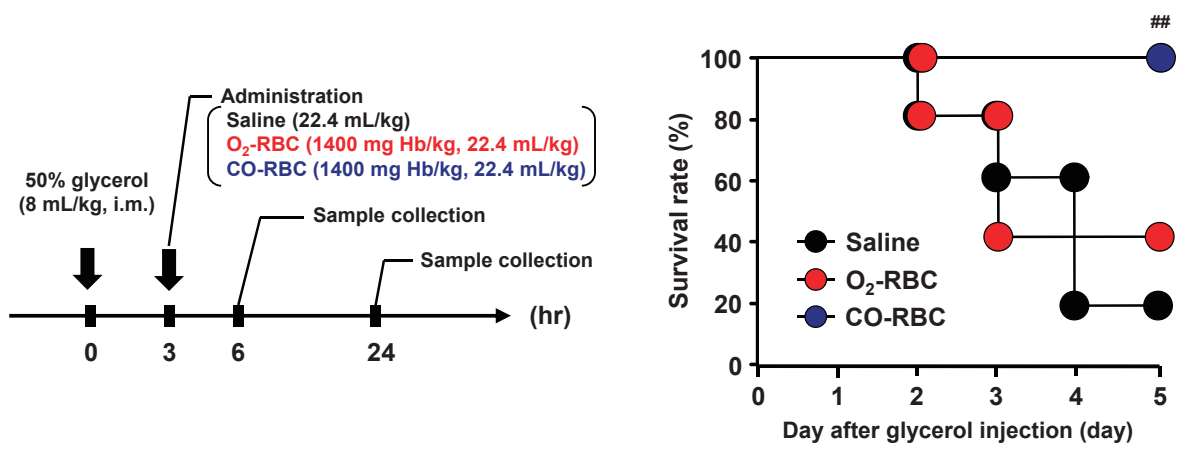 Administration
Saline (22.4 mL/kg)
O₂-RBC (1400 mg Hb/kg, 22.4 mL/kg)
CO-RBC (1400 mg Hb/kg, 22.4 mL/kg)
50% glycerol
(8 mL/kg, i.m.)
Sample collection
Sample collection
(hr)
0 3 6 24
##
Survival rate (%)
100
80
60
40
20
0
Saline
O₂-RBC
CO-RBC
0 1 2 3 4 5
Day after glycerol injection (day)